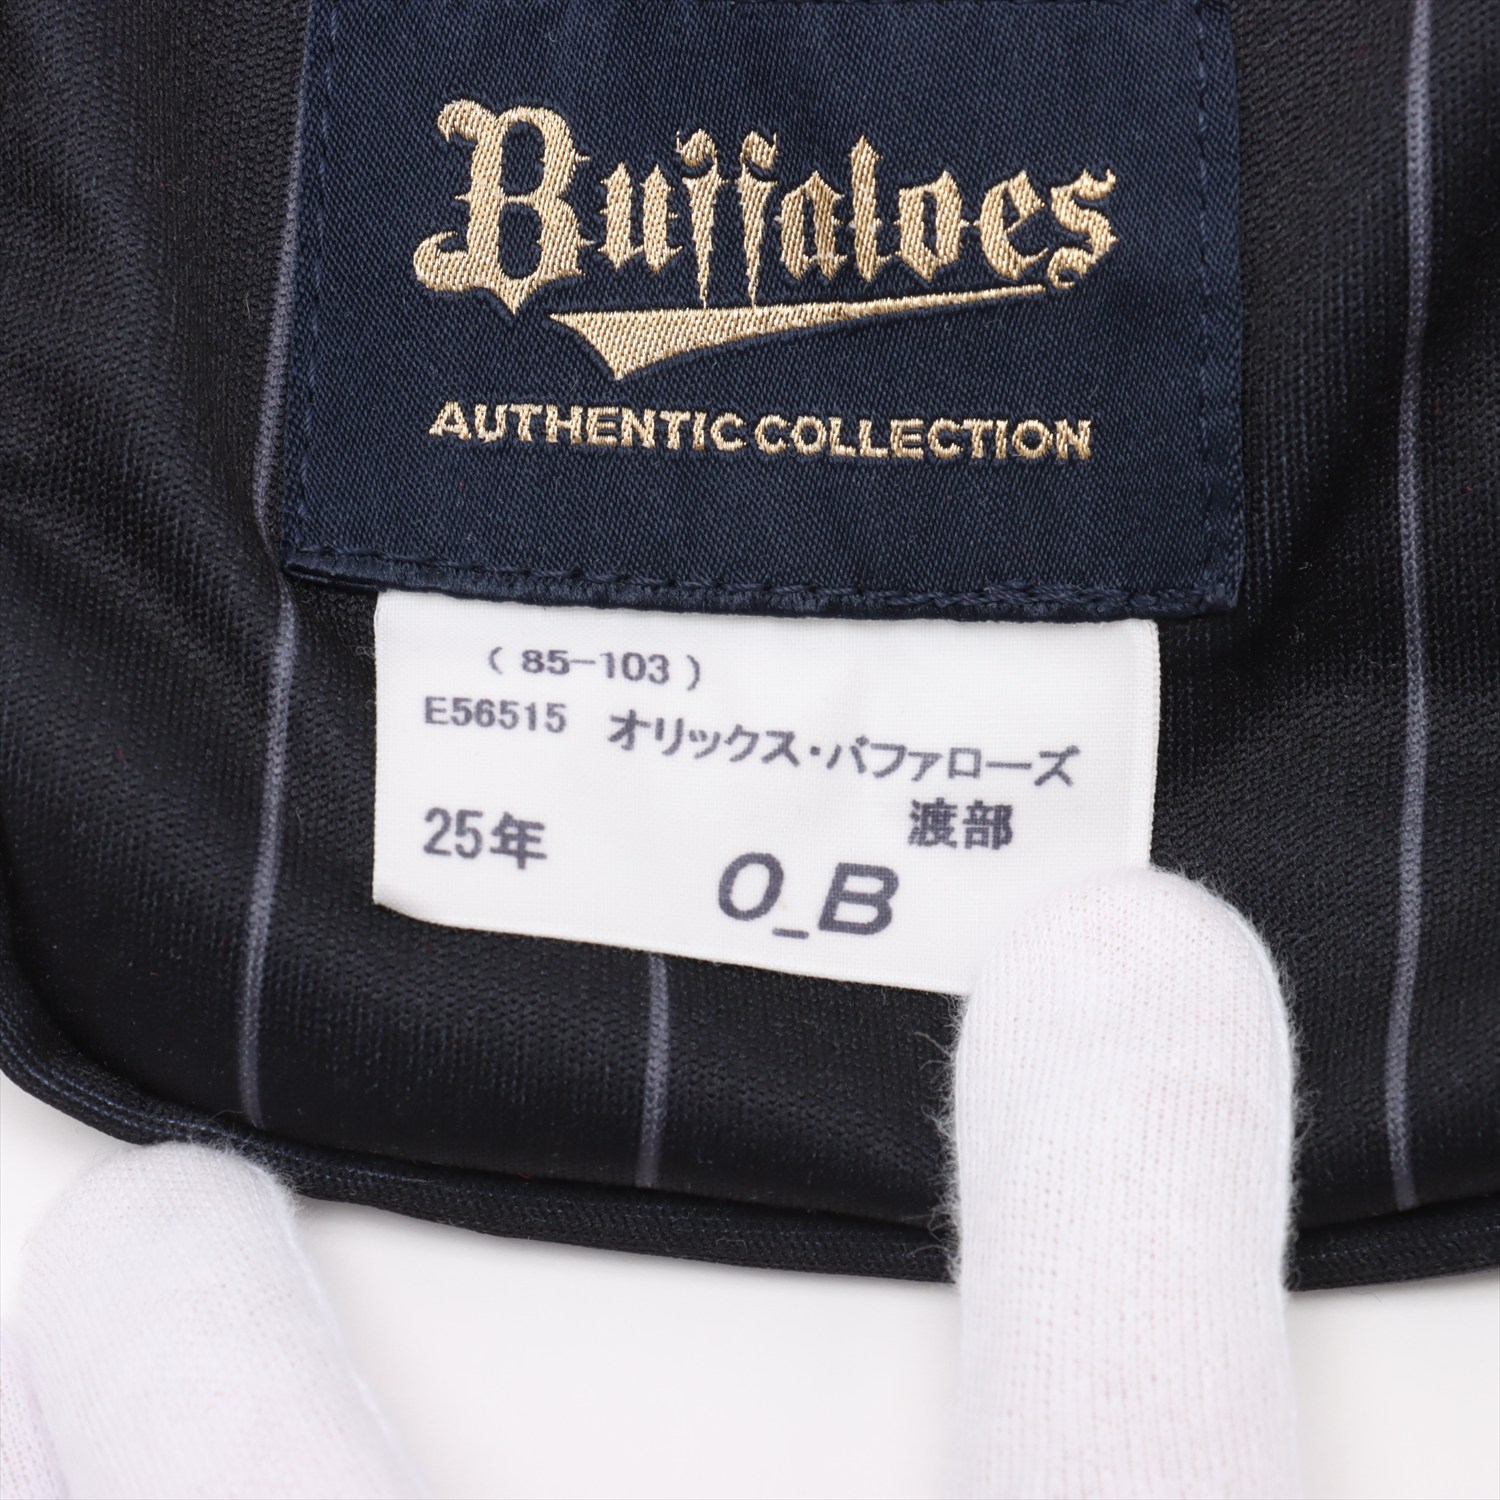 Buffaloes
AUTHENTIC COLLECTION
( 85-103 )
E56515 オリックス・バファローズ
渡部
25年
O_B